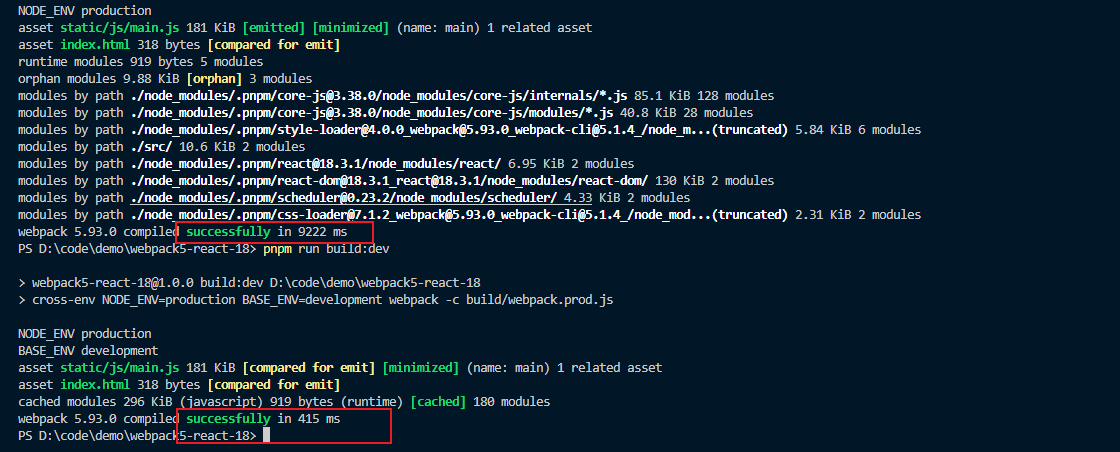 NODE_ENV production
asset static/js/main.js 181 KiB [emitted] [minimized] (name: main) 1 related asset
asset index.html 318 bytes [compared for emit]
runtime modules 919 bytes 5 modules
orphan modules 9.88 KiB [orphan] 3 modules
modules by path ./node_modules/.pnpm/core-js@3.38.0/node_modules/core-js/internals/*.js 85.1 KiB 128 modules
modules by path ./node_modules/.pnpm/core-js@3.38.0/node_modules/core-js/modules/*.js 40.8 KiB 28 modules
modules by path ./node_modules/.pnpm/style-loader@4.0.0_webpack@5.93.0_webpack-cli@5.1.4_/node_m...(truncated) 5.84 KiB 6 modules
modules by path ./src/ 10.6 KiB 2 modules
modules by path ./node_modules/.pnpm/react@18.3.1/node_modules/react/ 6.95 KiB 2 modules
modules by path ./node_modules/.pnpm/react-dom@18.3.1_react@18.3.1/node_modules/react-dom/ 130 KiB 2 modules
modules by path ./node_modules/.pnpm/scheduler@0.23.2/node_modules/scheduler/ 4.33 KiB 2 modules
modules by path ./node_modules/.pnpm/css-loader@7.1.2_webpack@5.93.0_webpack-cli@5.1.4_/node_mod...(truncated) 2.31 KiB 2 modules
webpack 5.93.0 compiled successfully in 9222 ms
PS D:\code\demo\webpack5-react-18> pnpm run build:dev
> webpack5-react-18@1.0.0 build:dev D:\code\demo\webpack5-react-18
> cross-env NODE_ENV=production BASE_ENV=development webpack -c build/webpack.prod.js
NODE_ENV production
BASE_ENV development
asset static/js/main.js 181 KiB [compared for emit] [minimized] (name: main) 1 related asset
asset index.html 318 bytes [compared for emit]
cached modules 296 KiB (javascript) 919 bytes (runtime) [cached] 180 modules
webpack 5.93.0 compiled successfully in 415 ms
PS D:\code\demo\webpack5-react-18>